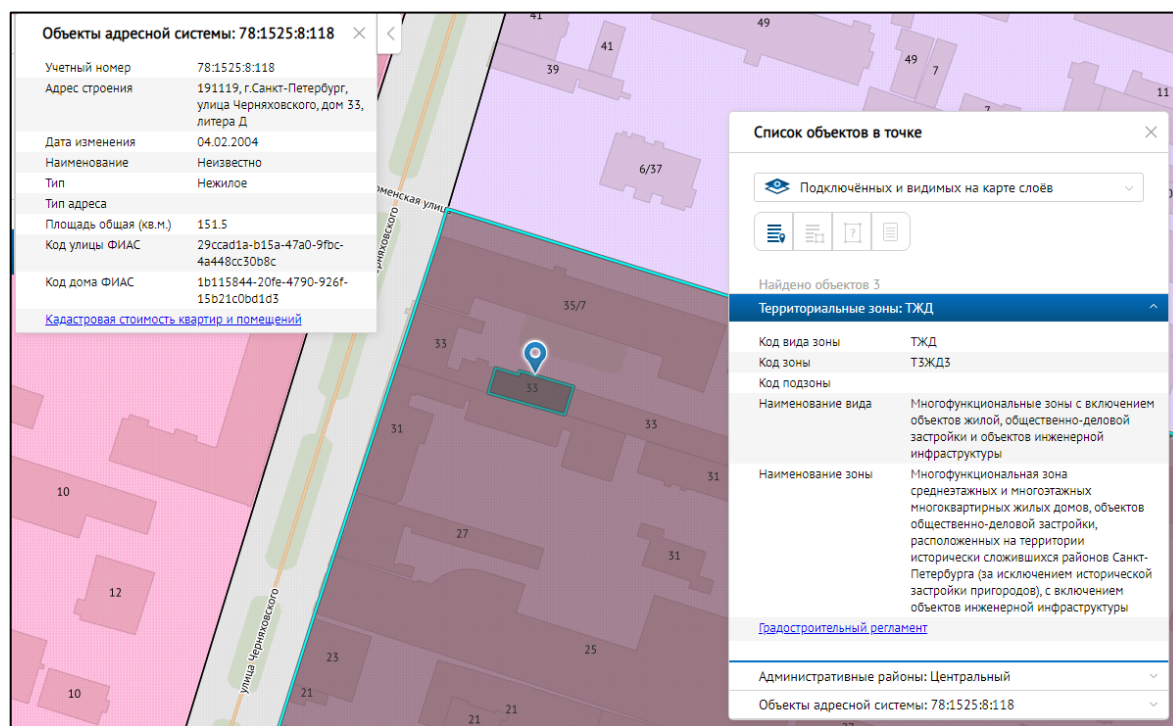 Объекты адресной системы: 78:1525:8:118
Учетный номер 78:1525:8:118
Адрес строения 191119, г.Санкт-Петербург,
улица Черняховского, дом 33,
литера Д
Дата изменения 04.02.2004
Наименование Неизвестно
Тип Нежилое
Тип адреса
Площадь общая (кв.м.) 151.5
Код улицы ФИАС 29ccad1a-b15a-47a0-9fbc-
4a448cc30b8c
Код дома ФИАС 1b115844-20fe-4790-926f-
15b21c0bd1d3
Кадастровая стоимость квартир и помещений
41
49
41
39
49
7
11
7
6/37
оменская улиц
ерняховского
35/7
33
33
33
31
31
10
27
31
12
25
23
улица Черняховского
10
21
21
21
Список объектов в точке
Подключённых и видимых на карте слоёв
?
Найдено объектов 3
Территориальные зоны: ТЖД
Код вида зоны ТЖД
Код зоны Т3ЖД3
Код подзоны
Наименование вида Многофункциональные зоны с включением
объектов жилой, общественно-деловой
застройки и объектов инженерной
инфраструктуры
Наименование зоны Многофункциональная зона
среднеэтажных и многоэтажных
многоквартирных жилых домов, объектов
общественно-деловой застройки,
расположенных на территории
исторически сложившихся районов Санкт-
Петербурга (за исключением исторической
застройки пригородов), с включением
объектов инженерной инфраструктуры
Градостроительный регламент
Административные районы: Центральный
Объекты адресной системы: 78:1525:8:118